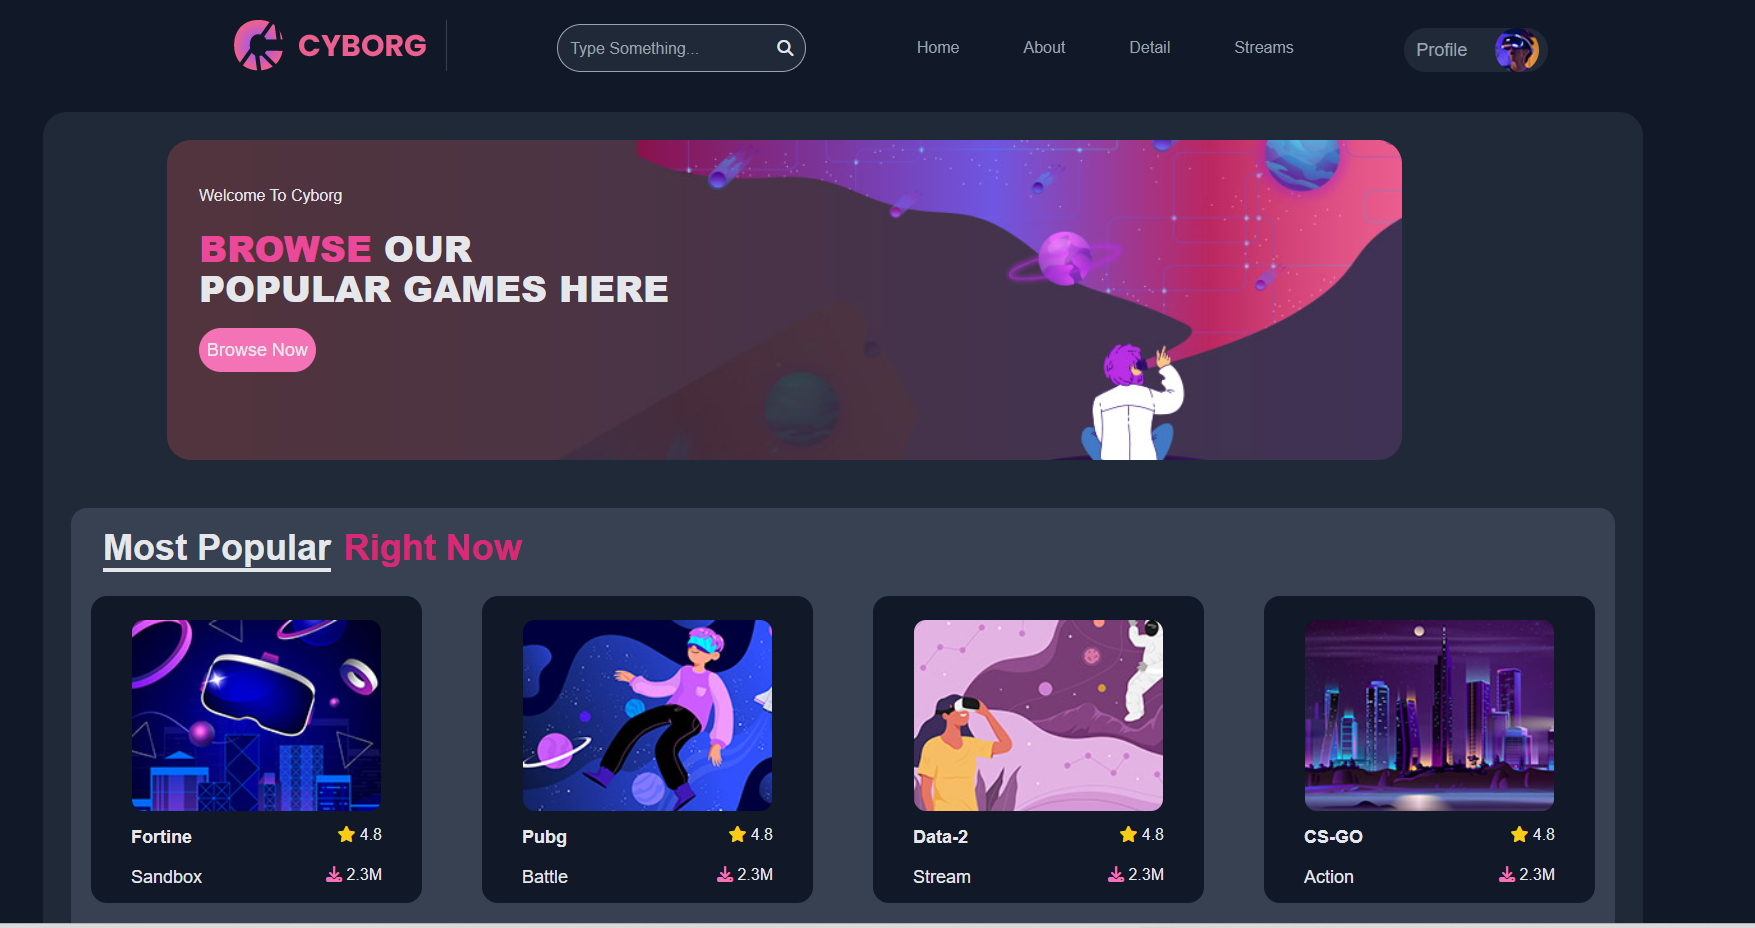 CYBORG
Type Something...
Home
About
Detail
Streams
Profile
Welcome To Cyborg
BROWSE OUR
POPULAR GAMES HERE
Browse Now
Most Popular Right Now
Fortine
4.8
Sandbox
2.3M
Pubg
4.8
Battle
2.3M
Data-2
4.8
Stream
2.3M
CS-GO
4.8
Action
2.3M